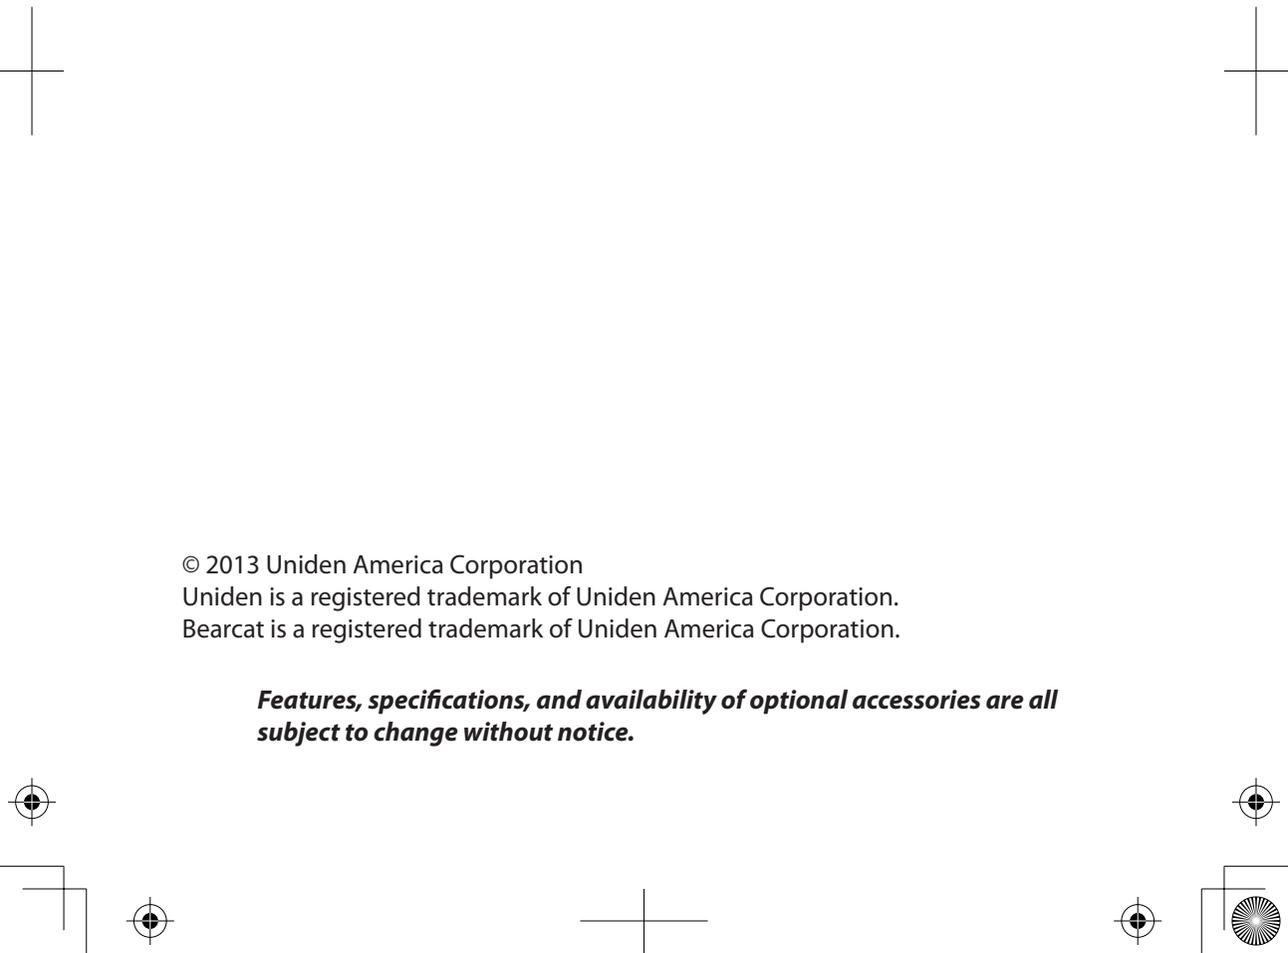 © 2013 Uniden America Corporation
Uniden is a registered trademark of Uniden America Corporation.
Bearcat is a registered trademark of Uniden America Corporation.
Features, specifications, and availability of optional accessories are all
subject to change without notice.